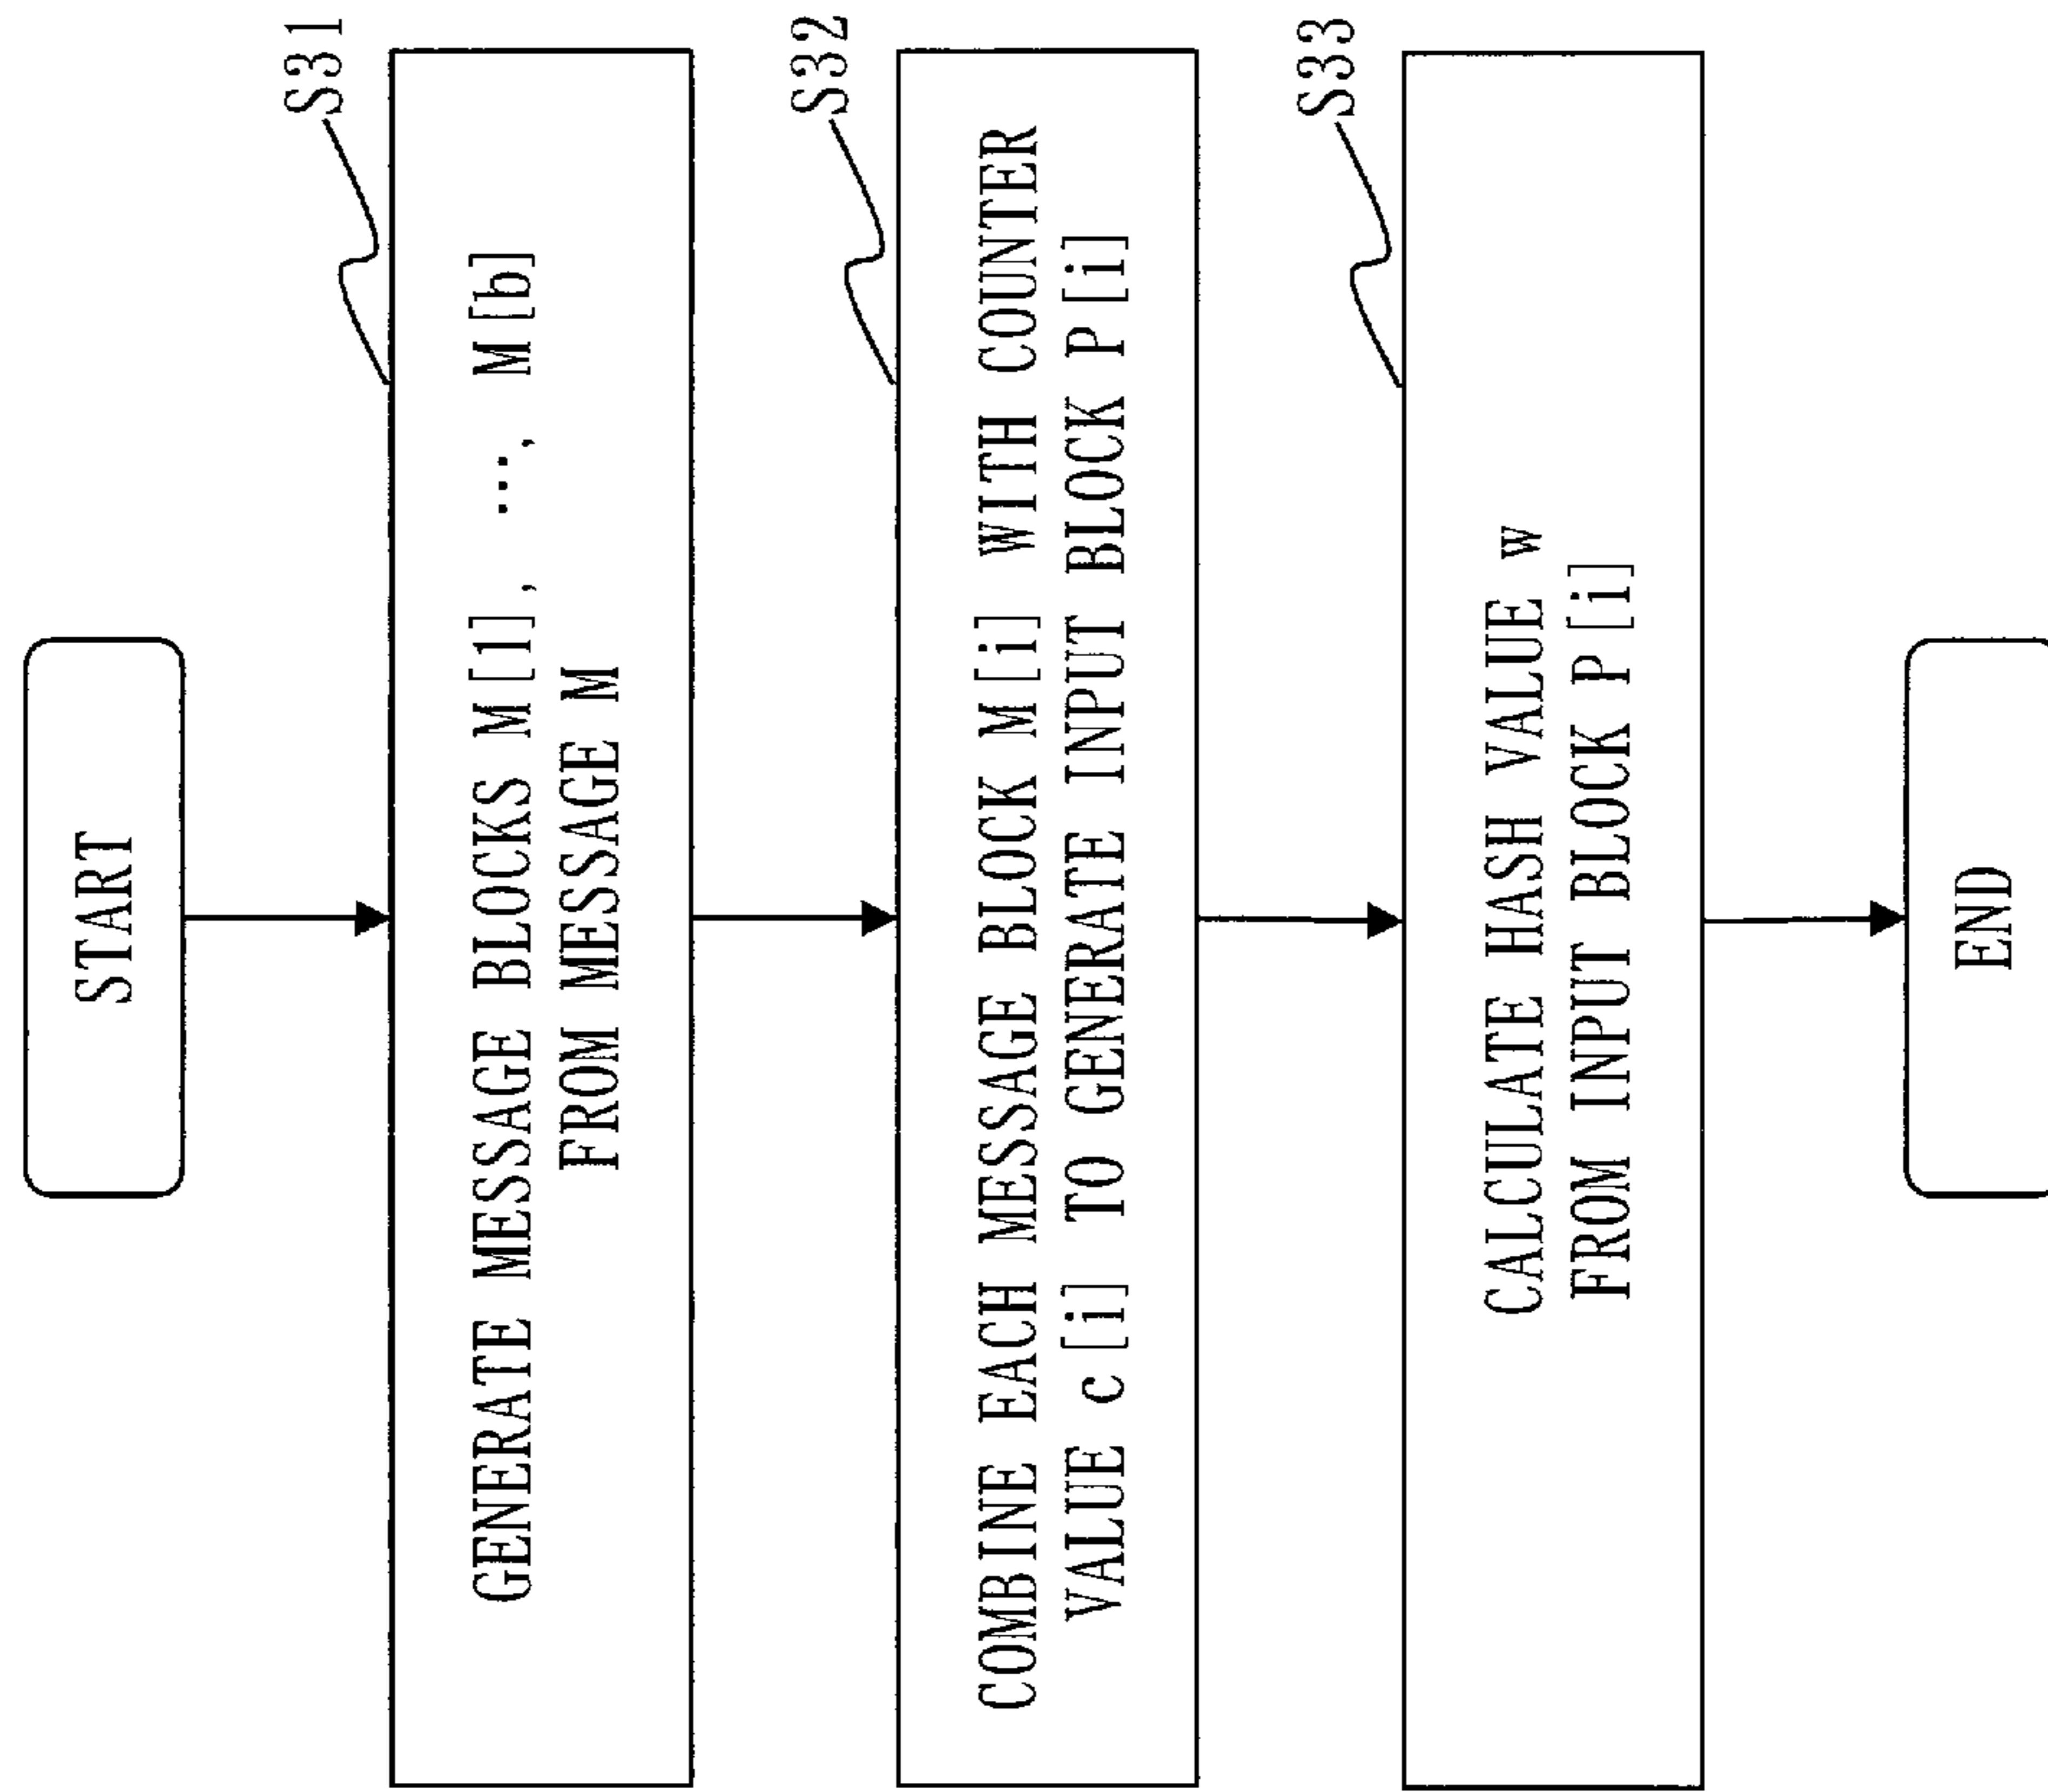 START
S31
GENERATE MESSAGE BLOCKS M[1], ⋯, M[b]
FROM MESSAGE M
S32
COMBINE EACH MESSAGE BLOCK M[i] WITH COUNTER
VALUE c[i] TO GENERATE INPUT BLOCK P[i]
S33
CALCULATE HASH VALUE w
FROM INPUT BLOCK P[i]
END